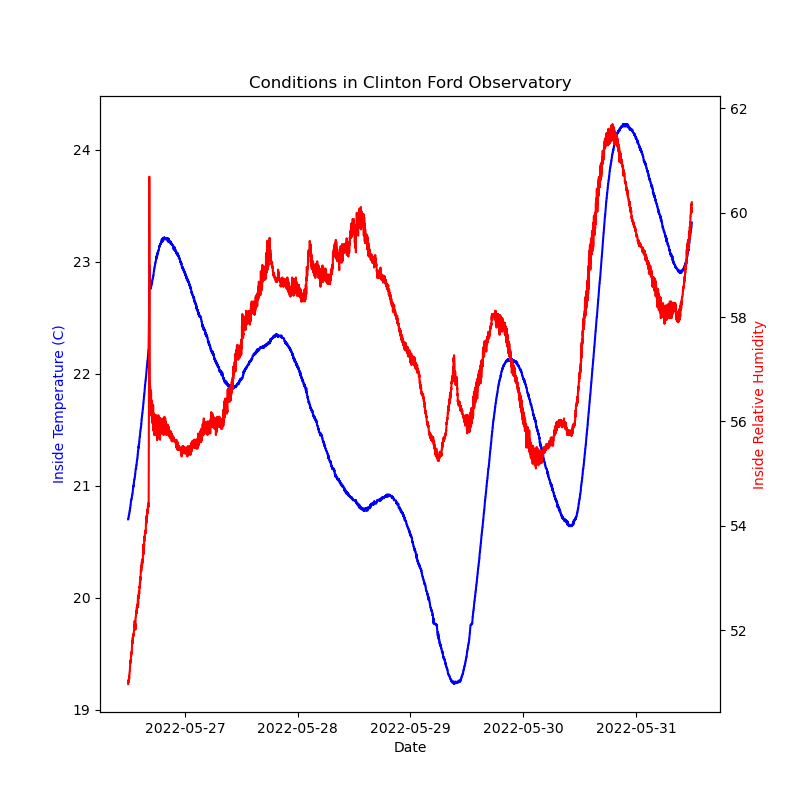 Conditions in Clinton Ford Observatory
24
23
22
21
20
19
Inside Temperature (C)
62
60
58
56
54
52
Inside Relative Humidity
2022-05-27 2022-05-28 2022-05-29 2022-05-30 2022-05-31
Date